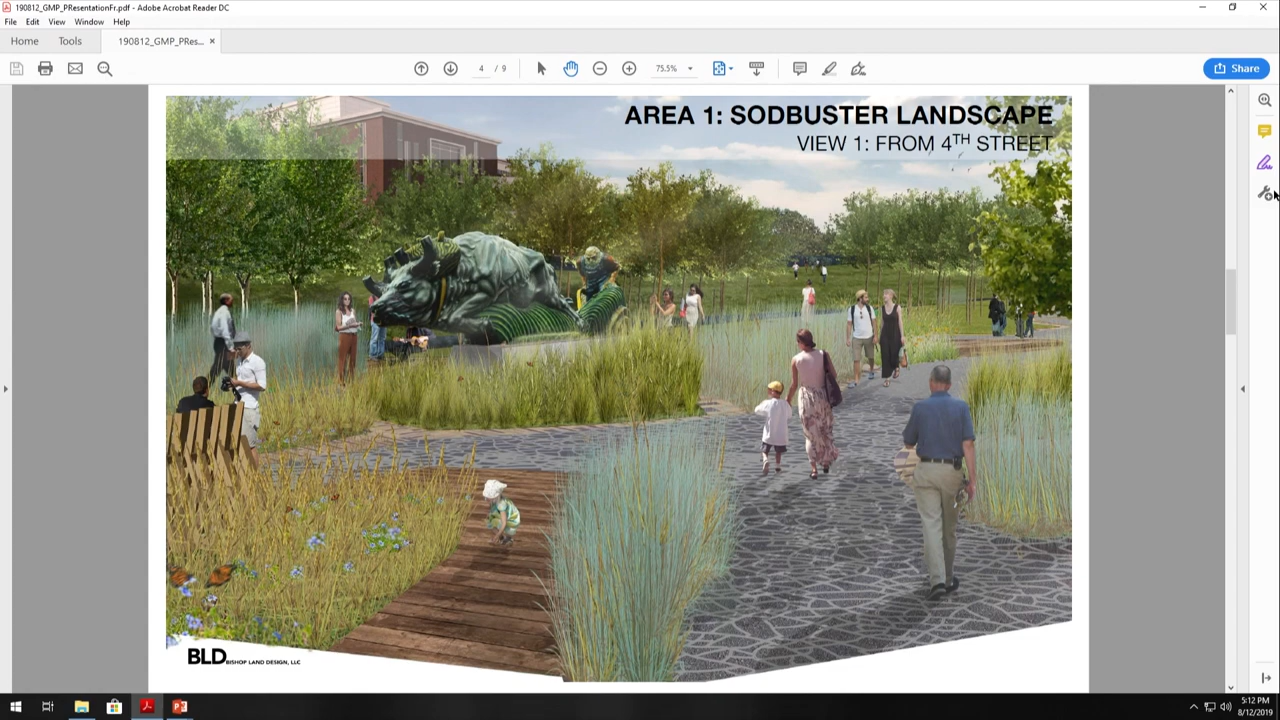 190812_GMP_PResentationFr.pdf - Adobe Acrobat Reader DC
File Edit View Window Help
Home Tools 190812_GMP_PRes... ×
4 / 9 75.5% Share
AREA 1: SODBUSTER LANDSCAPE
VIEW 1: FROM 4TH STREET
BLD BISHOP LAND DESIGN, LLC
5:12 PM
8/12/2019